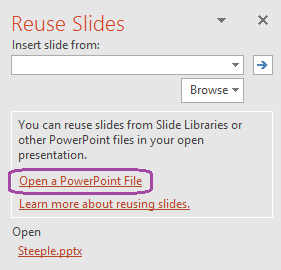 Reuse Slides
Insert slide from:
Browse
You can reuse slides from Slide Libraries or
other PowerPoint files in your open
presentation.
Open a PowerPoint File
Learn more about reusing slides.
Open
Steeple.pptx